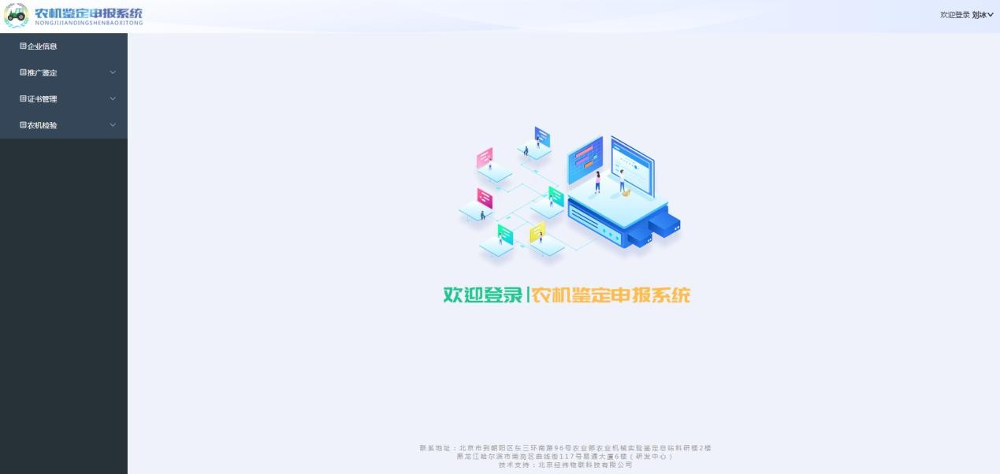 农机鉴定申报系统
NONGJIJIANDINGSHENBAOXITONG
欢迎登录 刘冰
企业信息
推广鉴定
证书管理
农机检验
欢迎登录|农机鉴定申报系统
联系地址：北京市到朝阳区东三环南路96号农业部农业机械实验鉴定总站科研楼2楼
黑龙江哈尔滨市南岗区曲线街117号易通大厦6楼（研发中心）
技术支持：北京经纬物联科技有限公司